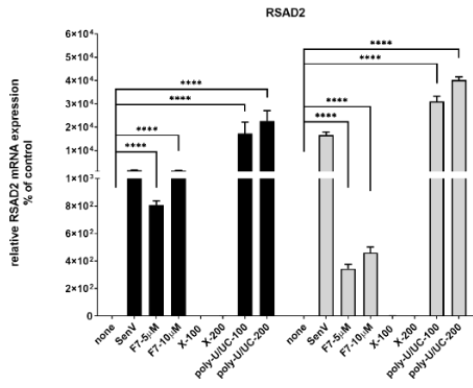 RSAD2
relative RSAD2 mRNA expression
% of control
6×10⁴
5×10⁴
4×10⁴
3×10⁴
2×10⁴
1×10⁴
1×10³
8×10²
6×10²
4×10²
2×10²
0
****
****
****
****
****
****
****
****
none
SenV
F7-5μM
F7-10μM
X-100
X-200
poly-U/UC-100
poly-U/UC-200
none
SenV
F7-5μM
F7-10μM
X-100
X-200
poly-U/UC-100
poly-U/UC-200